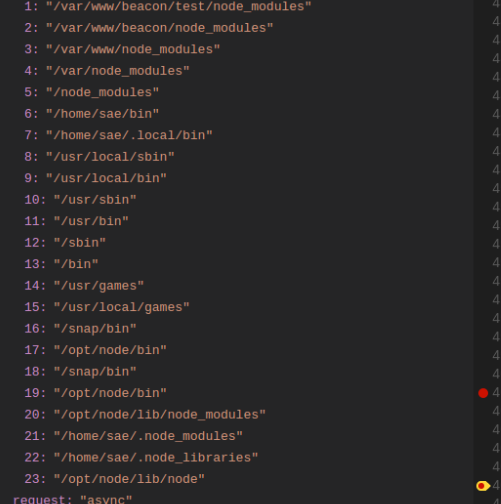 1: "/var/www/beacon/test/node_modules"
2: "/var/www/beacon/node_modules"
3: "/var/www/node_modules"
4: "/var/node_modules"
5: "/node_modules"
6: "/home/sae/bin"
7: "/home/sae/.local/bin"
8: "/usr/local/sbin"
9: "/usr/local/bin"
10: "/usr/sbin"
11: "/usr/bin"
12: "/sbin"
13: "/bin"
14: "/usr/games"
15: "/usr/local/games"
16: "/snap/bin"
17: "/opt/node/bin"
18: "/snap/bin"
19: "/opt/node/bin"
20: "/opt/node/lib/node_modules"
21: "/home/sae/.node_modules"
22: "/home/sae/.node_libraries"
23: "/opt/node/lib/node"
request: "async"